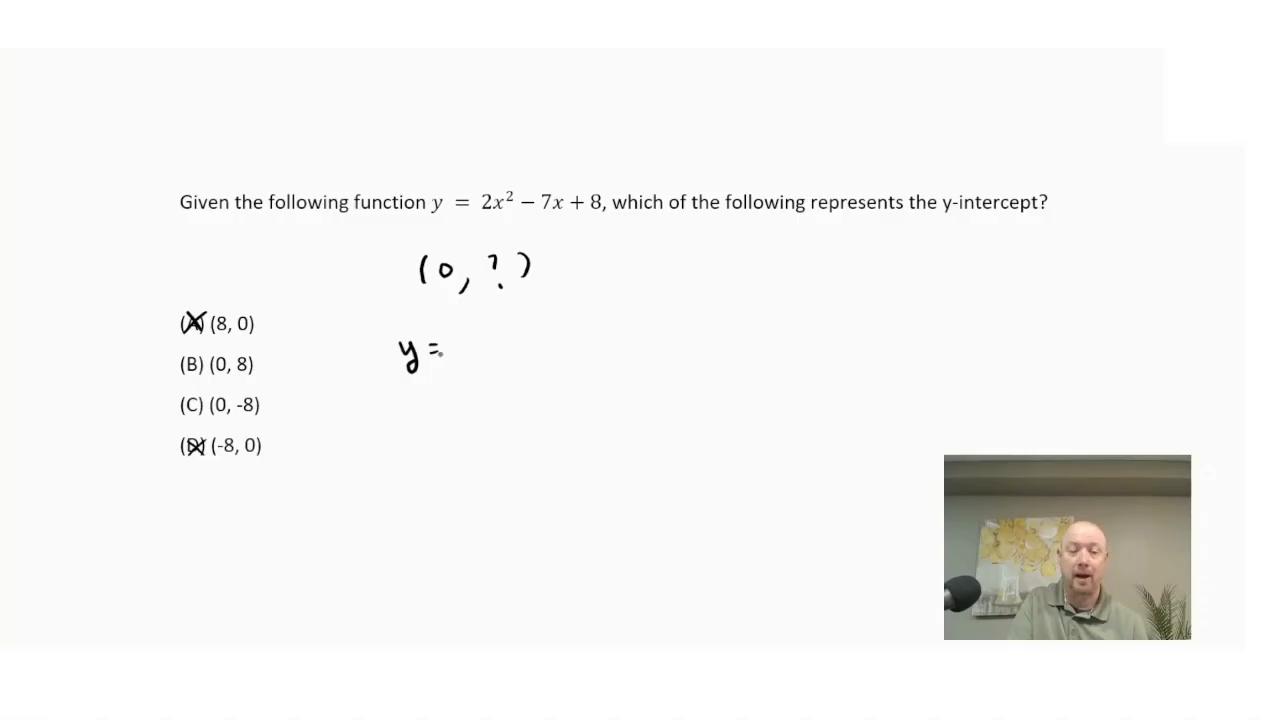 Given the following function y = 2x² − 7x + 8, which of the following represents the y-intercept?
(0, ?)
(A) (8, 0)
y =
(B) (0, 8)
(C) (0, -8)
(D) (-8, 0)